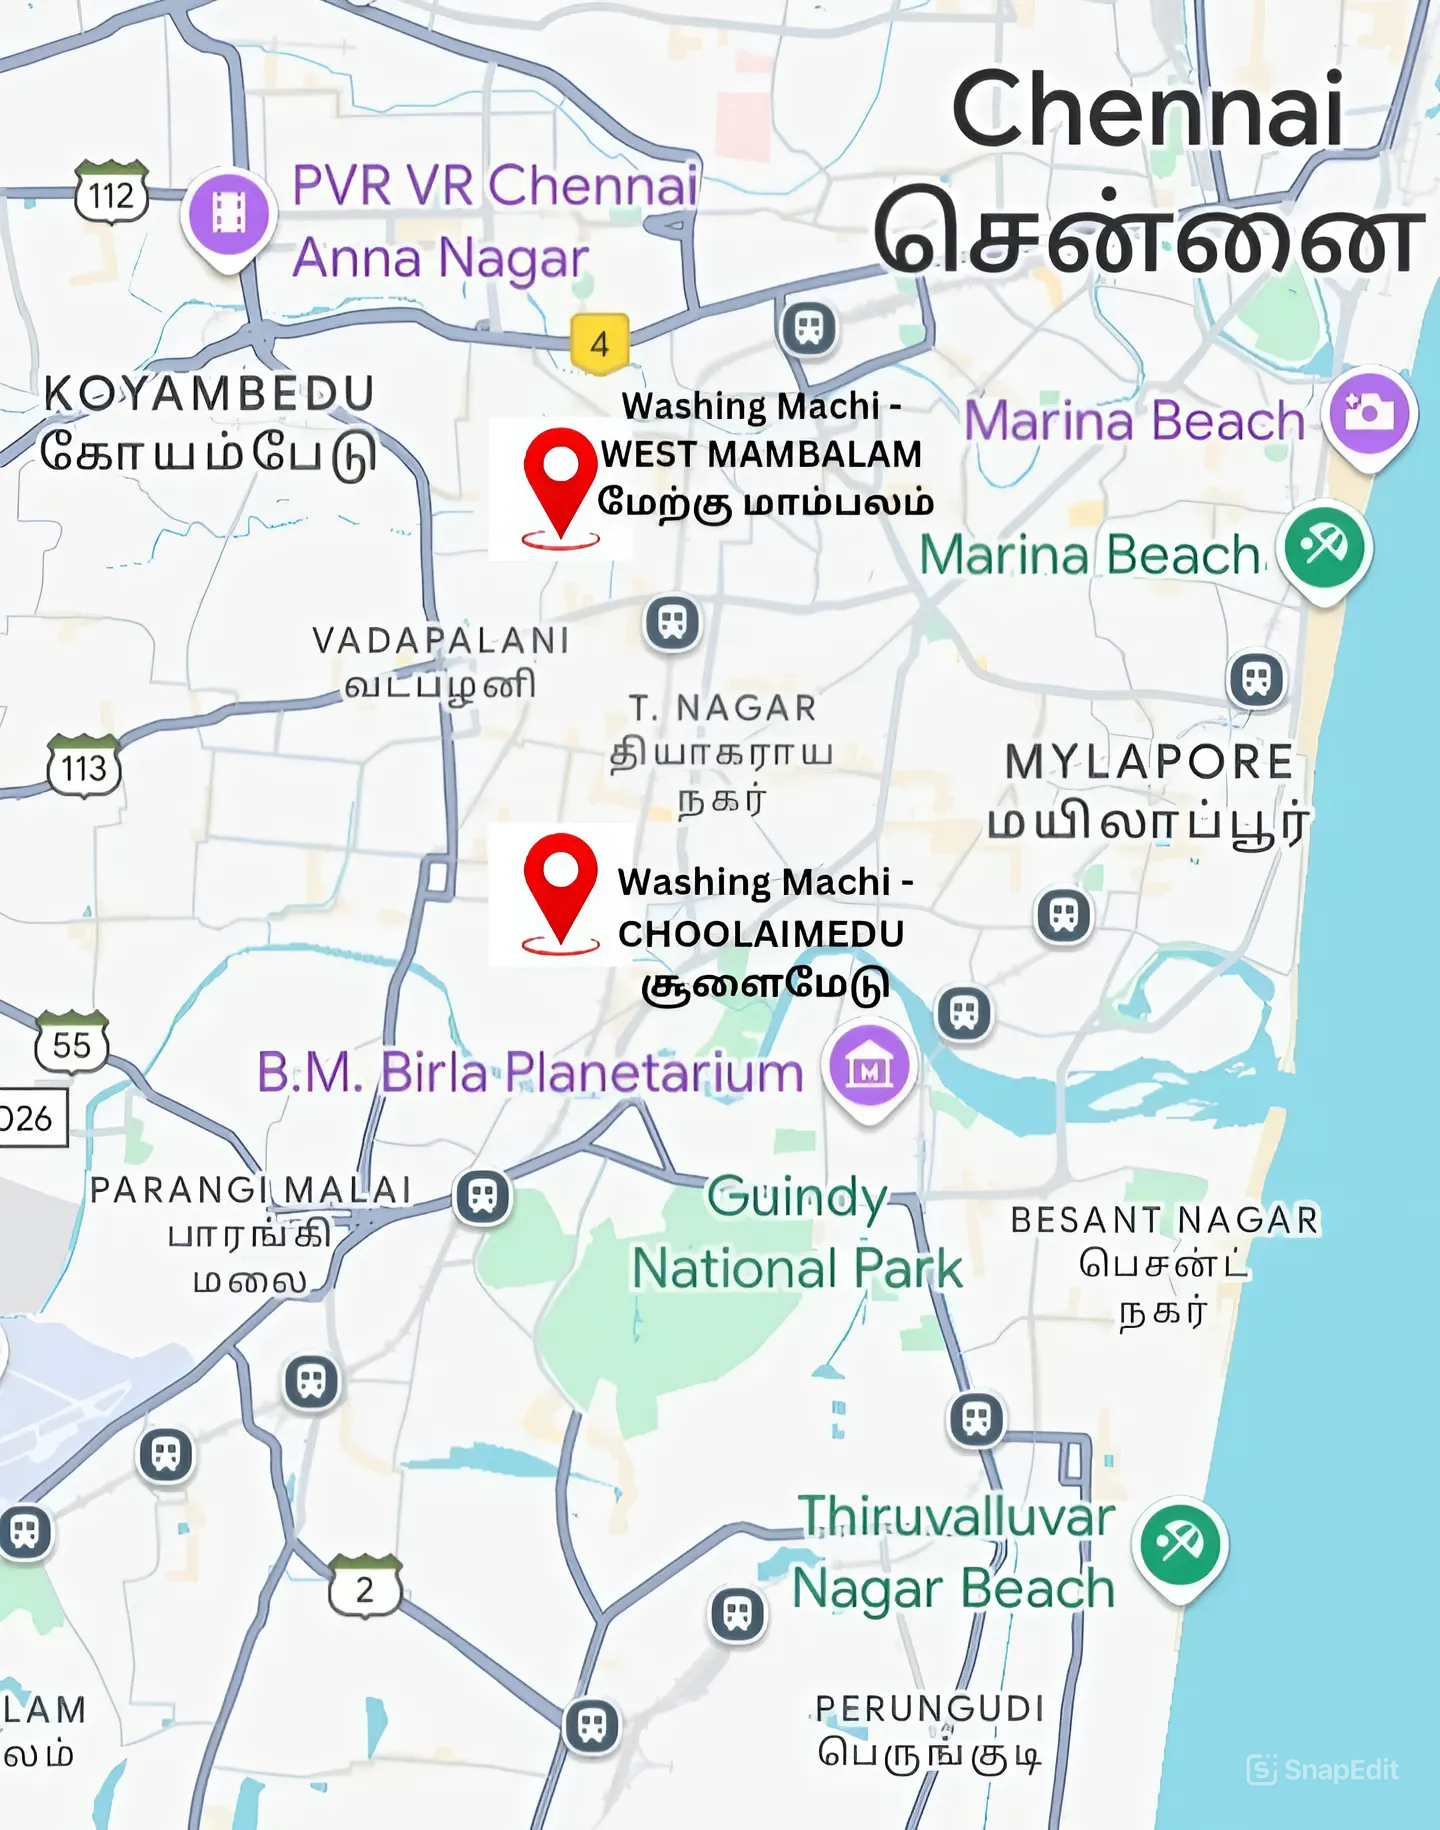 Chennai
சென்னை
112
PVR VR Chennai
Anna Nagar
4
KOYAMBEDU
கோயம்பேடு
Washing Machi -
WEST MAMBALAM
மேற்கு மாம்பலம்
Marina Beach
Marina Beach
VADAPALANI
வடபழனி
T. NAGAR
தியாகராய
நகர்
113
MYLAPORE
மயிலாப்பூர்
Washing Machi -
CHOOLAIMEDU
சூளைமேடு
55
026
B.M. Birla Planetarium
M
PARANGI MALAI
பாரங்கி
மலை
Guindy
National Park
BESANT NAGAR
பெசன்ட்
நகர்
Thiruvalluvar
Nagar Beach
2
LAM
லம்
PERUNGUDI
பெருங்குடி
SnapEdit